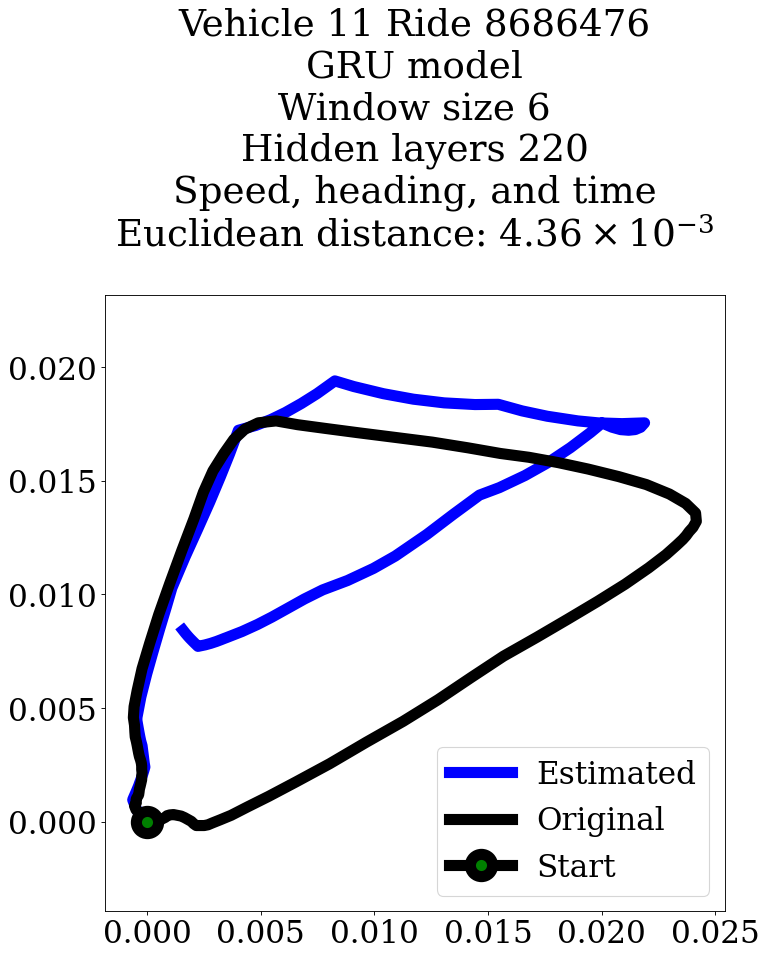 Vehicle 11 Ride 8686476
GRU model
Window size 6
Hidden layers 220
Speed, heading, and time
Euclidean distance: 4.36 × 10⁻³
0.020
0.015
0.010
0.005
0.000
Estimated
Original
Start
0.000 0.005 0.010 0.015 0.020 0.025